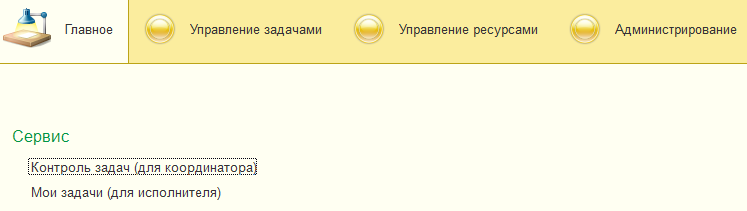 Главное
Управление задачами
Управление ресурсами
Администрирование
Сервис
Контроль задач (для координатора)
Мои задачи (для исполнителя)